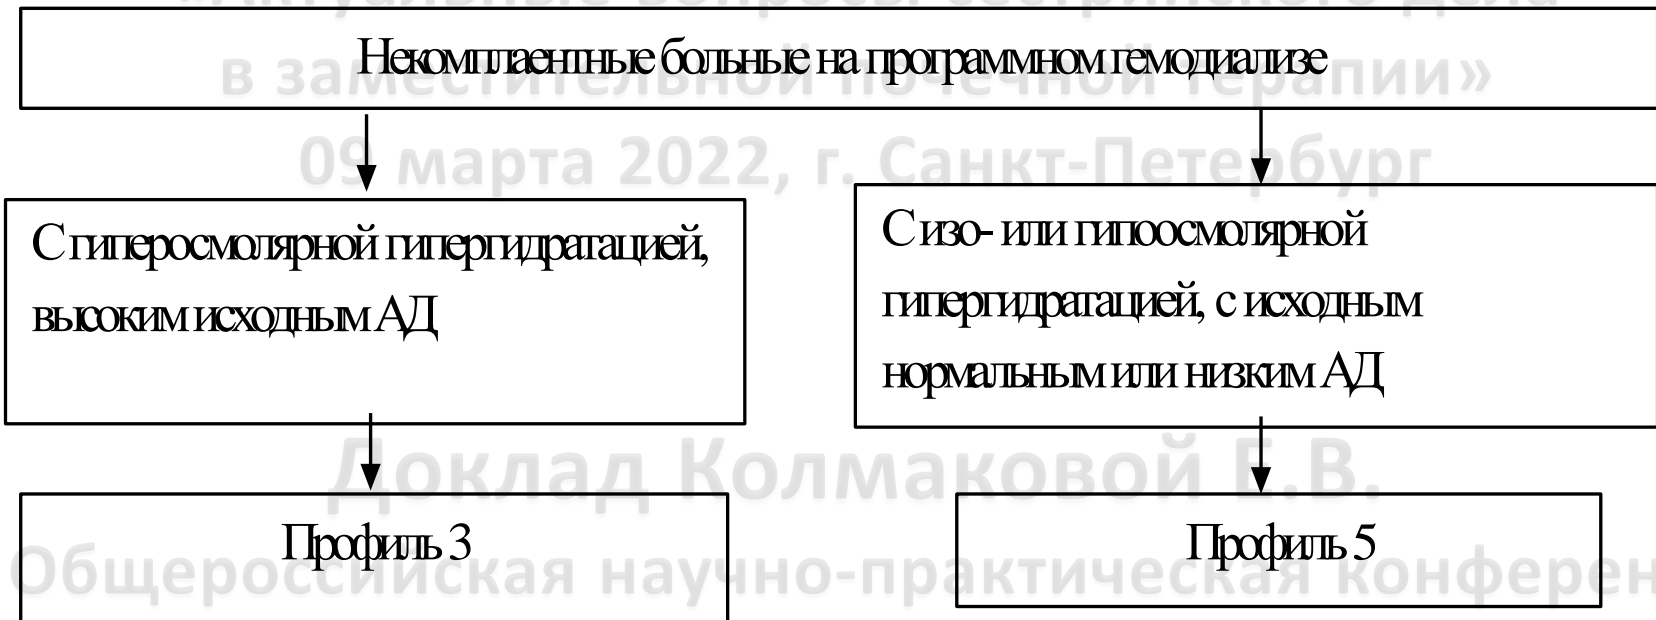 «Актуальные вопросы сестринского дела
Некомплаентные больные на программном гемодиализе
в заместительной почечной терапии»
09 марта 2022, г. Санкт-Петербург
С гиперосмолярной гипергидратацией,
высоким исходным АД
С изо- или гипоосмолярной
гипергидратацией, с исходным
нормальным или низким АД
Доклад Колмаковой Е.В.
Профиль 3
Профиль 5
Общероссийская научно-практическая конферен